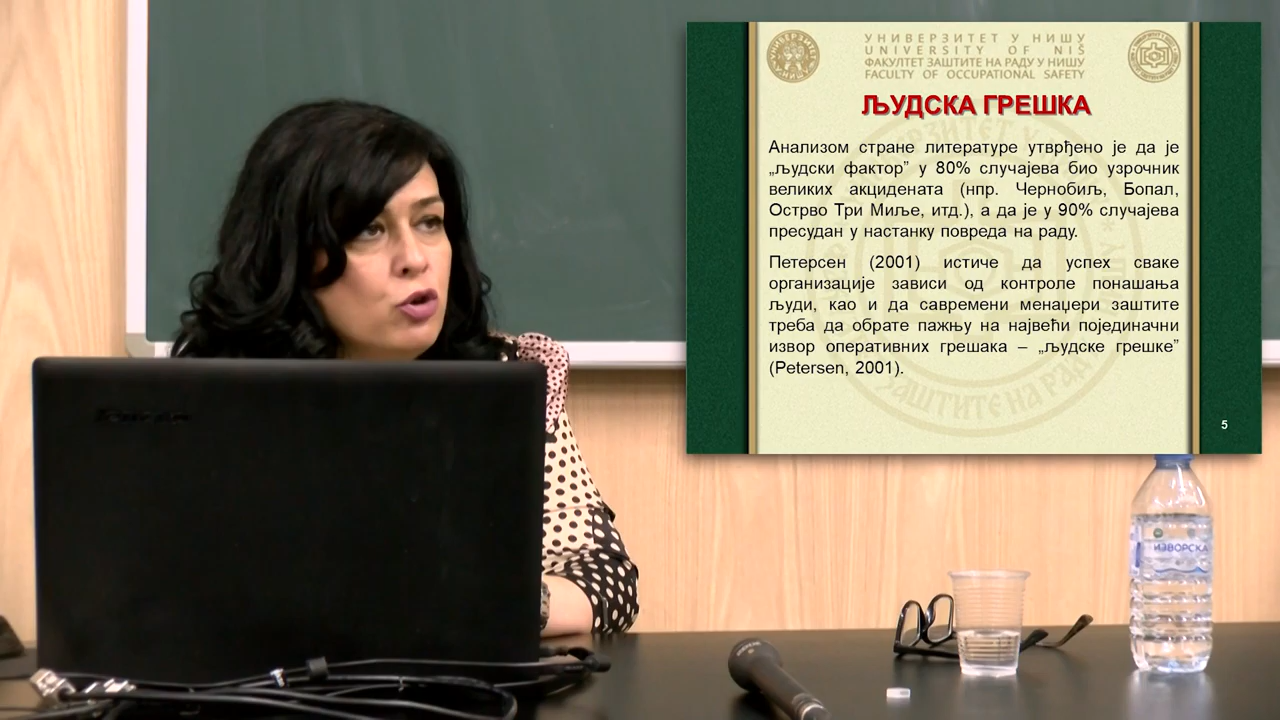 УНИВЕРЗИТЕТ У НИШУ
UNIVERSITY OF NIŠ
ФАКУЛТЕТ ЗАШТИТЕ НА РАДУ У НИШУ
FACULTY OF OCCUPATIONAL SAFETY
ЉУДСКА ГРЕШКА
Анализом стране литературе утврђено је да је
„људски фактор” у 80% случајева био узрочник
великих акцидената (нпр. Чернобиљ, Бопал,
Острво Три Миље, итд.), а да је у 90% случајева
пресудан у настанку повреда на раду.
Петерсен (2001) истиче да успех сваке
организације зависи од контроле понашања
људи, као и да савремени менаџери заштите
треба да обрате пажњу на највећи појединачни
извор оперативних грешака – „људске грешке”
(Petersen, 2001).
5
ИЗВОРСКА